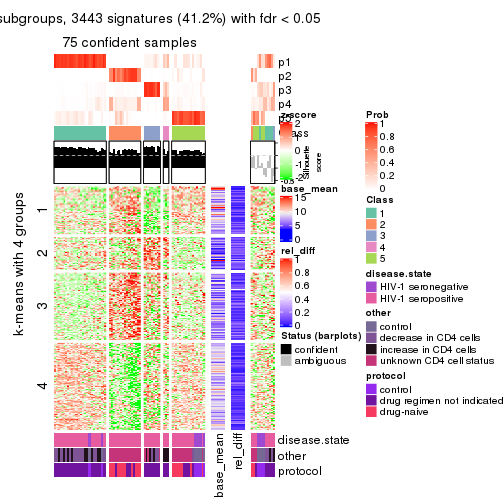 subgroups, 3443 signatures (41.2%) with fdr < 0.05
75 confident samples
p1
p2
p3
p4
k-means with 4 groups
1
2
3
4
Silhouette
score
z-score
2
1
0
-1
-2
base_mean
15
10
5
0
rel_diff
1
0.8
0.6
0.4
0.2
0
Status (barplots)
confident
ambiguous
Prob
1
0.8
0.6
0.4
0.2
0
Class
1
2
3
4
5
disease.state
HIV-1 seronegative
HIV-1 seropositive
other
control
decrease in CD4 cells
increase in CD4 cells
unknown CD4 cell status
protocol
control
drug regimen not indicated
drug-naive
disease.state
other
protocol
base_mean
rel_diff